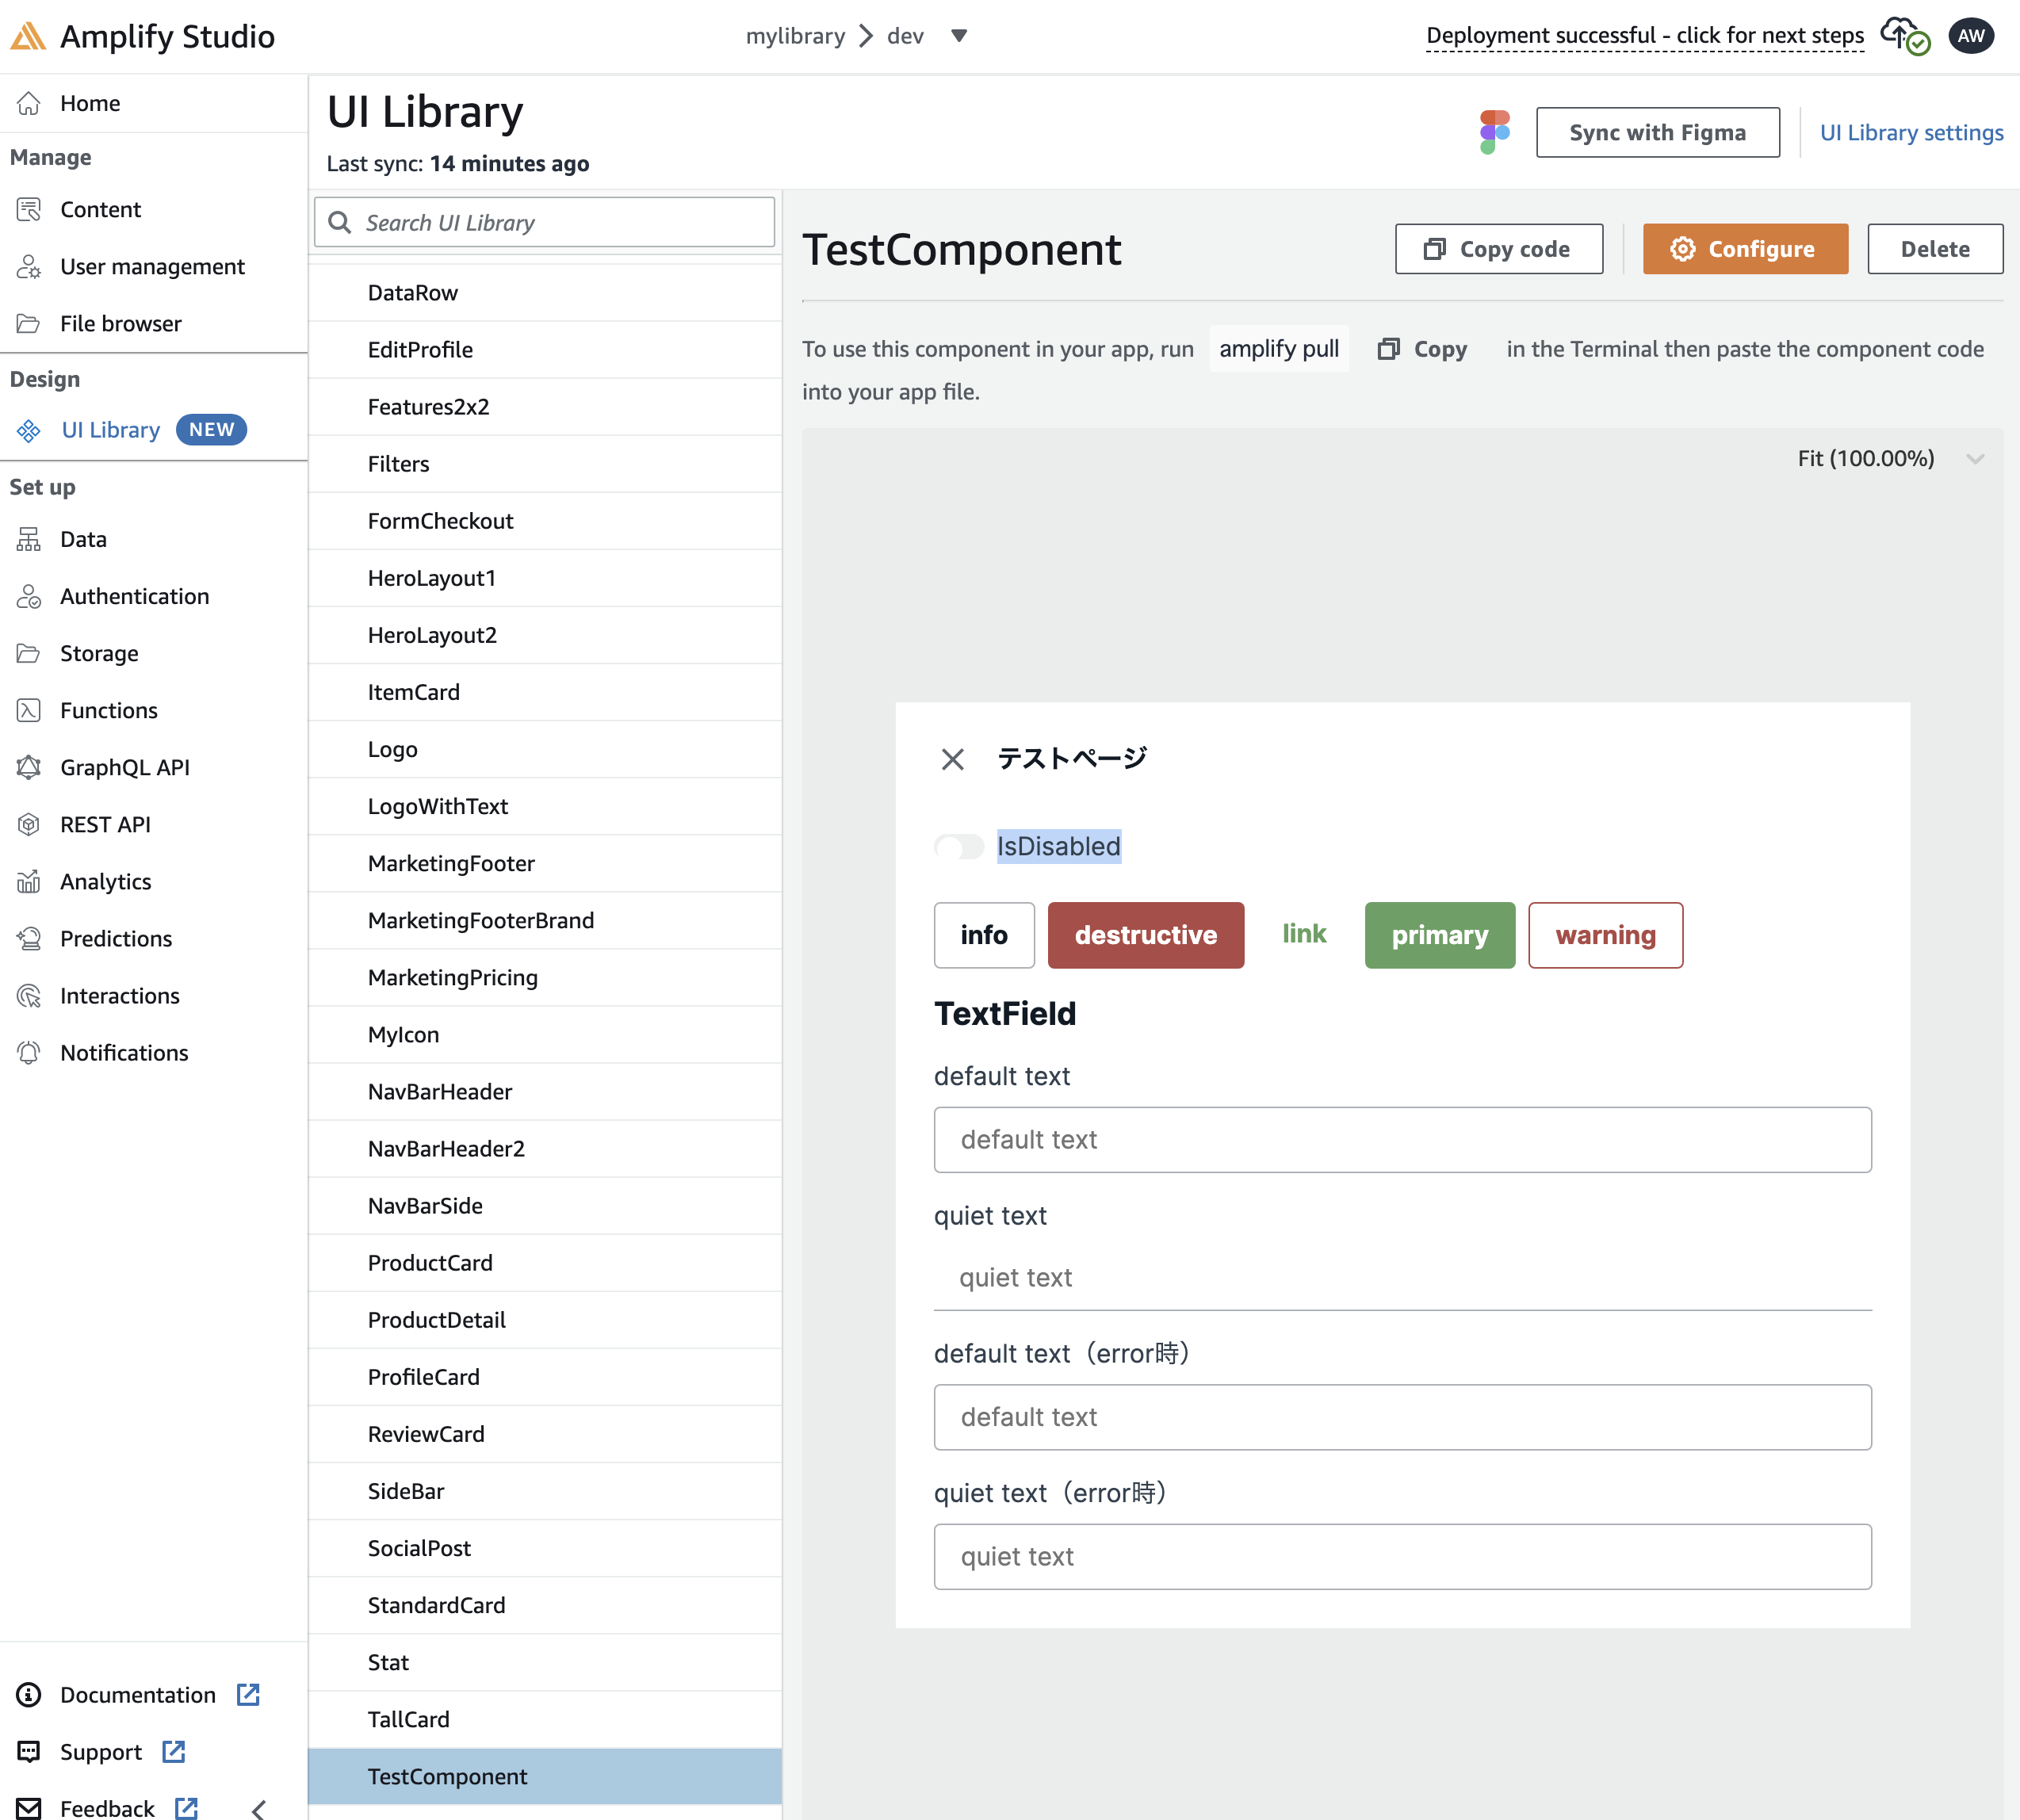 Amplify Studio
mylibrary > dev
Deployment successful - click for next steps
AW
Home
Manage
Content
User management
File browser
Design
UI Library NEW
Set up
Data
Authentication
Storage
Functions
GraphQL API
REST API
Analytics
Predictions
Interactions
Notifications
Documentation
Support
Feedback
UI Library
Last sync: 14 minutes ago
Sync with Figma
UI Library settings
Search UI Library
DataRow
EditProfile
Features2x2
Filters
FormCheckout
HeroLayout1
HeroLayout2
ItemCard
Logo
LogoWithText
MarketingFooter
MarketingFooterBrand
MarketingPricing
MyIcon
NavBarHeader
NavBarHeader2
NavBarSide
ProductCard
ProductDetail
ProfileCard
ReviewCard
SideBar
SocialPost
StandardCard
Stat
TallCard
TestComponent
TestComponent
Copy code
Configure
Delete
To use this component in your app, run amplify pull Copy in the Terminal then paste the component code
into your app file.
Fit (100.00%)
テストページ
IsDisabled
info destructive link primary warning
TextField
default text
default text
quiet text
quiet text
default text（error時）
default text
quiet text（error時）
quiet text